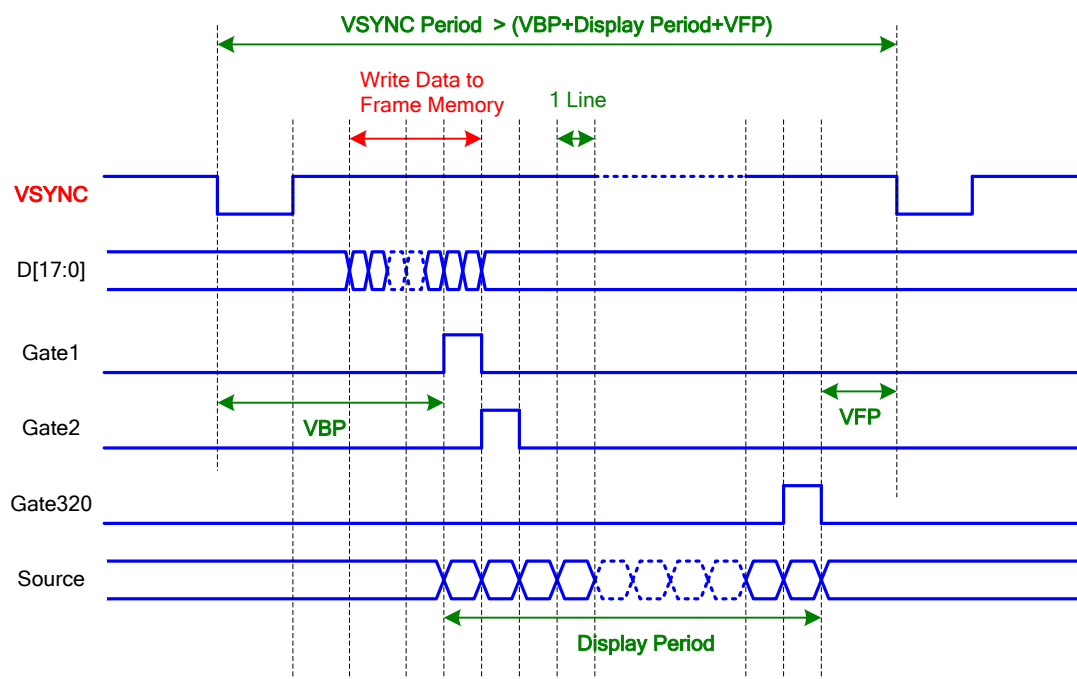 VSYNC Period > (VBP+Display Period+VFP)
Write Data to
Frame Memory
1 Line
VSYNC
D[17:0]
Gate1
VBP
VFP
Gate2
Gate320
Source
Display Period